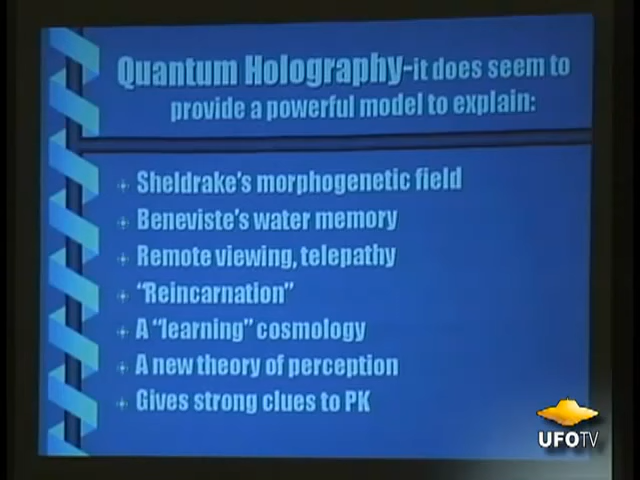 Quantum Holography-it does seem to
provide a powerful model to explain:
Sheldrake's morphogenetic field
Beneviste's water memory
Remote viewing, telepathy
"Reincarnation"
A "learning" cosmology
A new theory of perception
Gives strong clues to PK
UFOTV